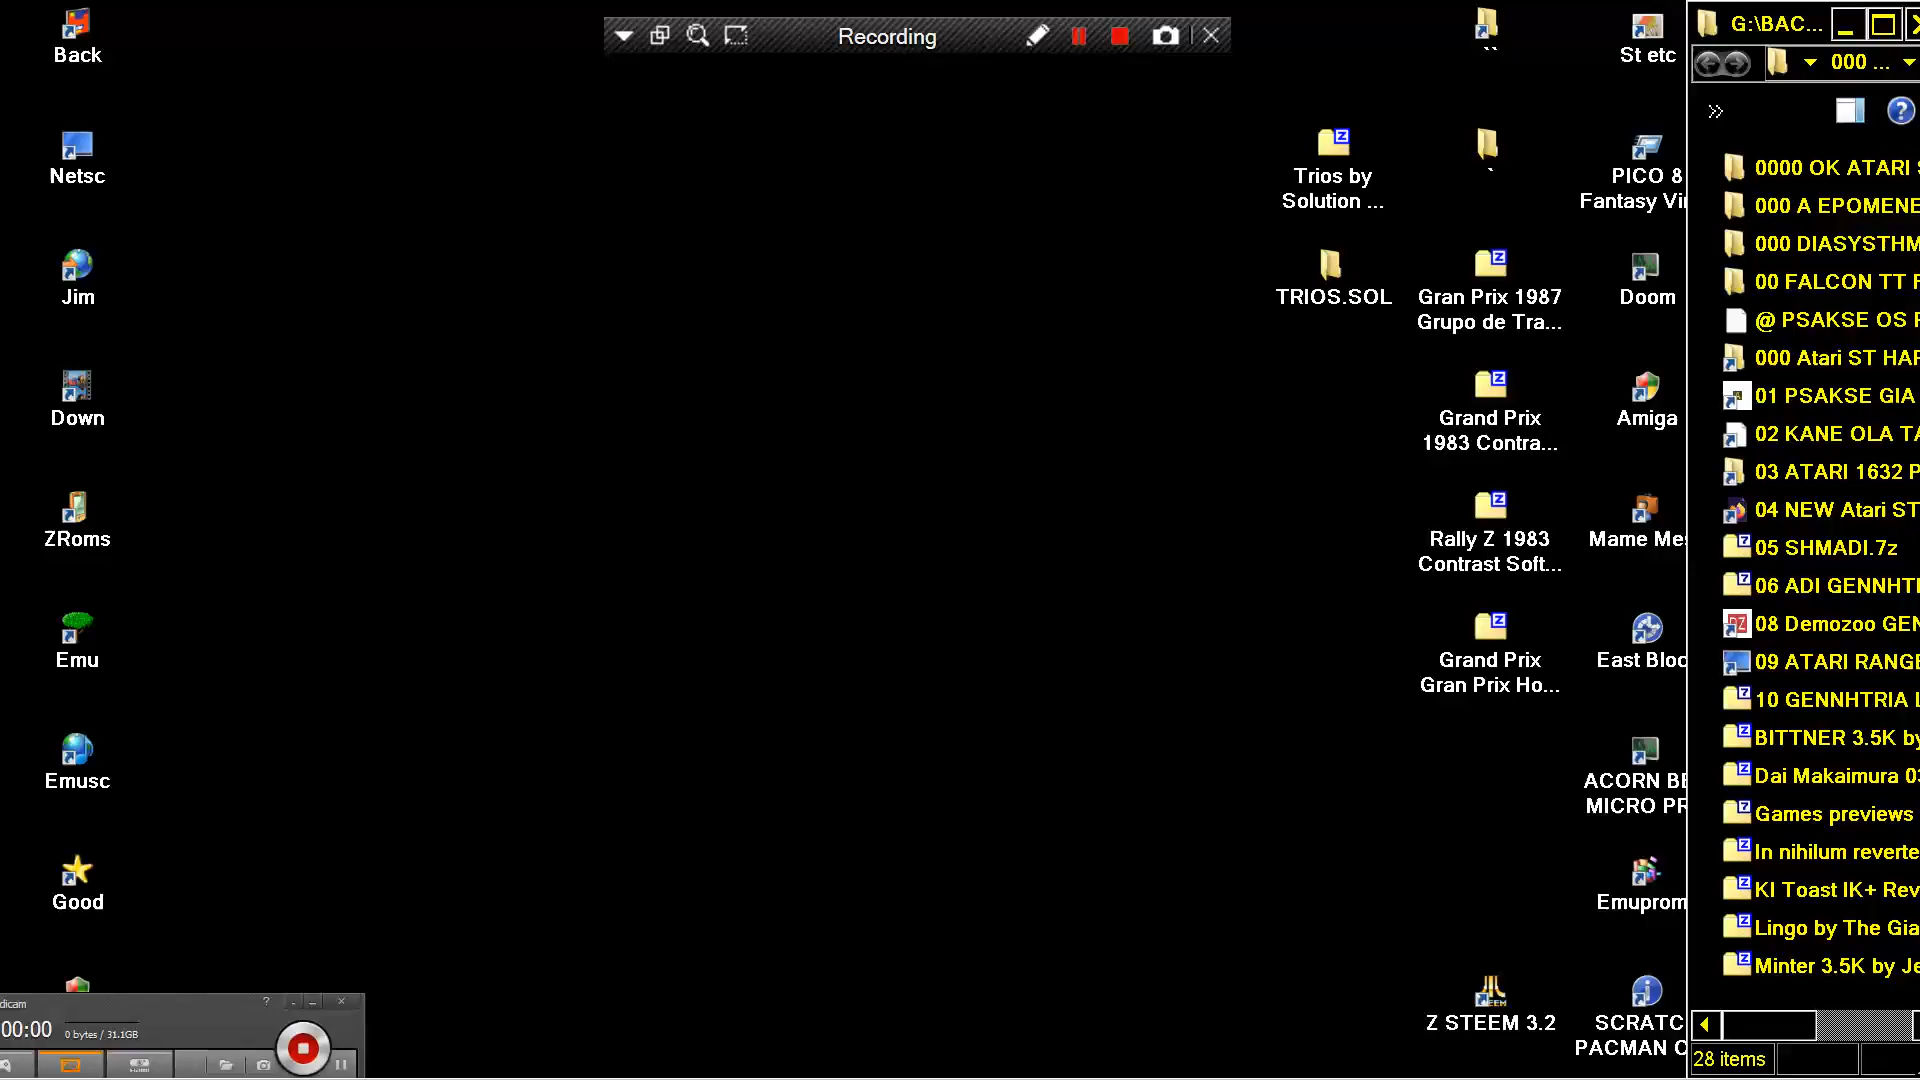 Back
Netsc
Jim
Down
ZRoms
Emu
Emusc
Good
Recording
``
St etc
Trios by
Solution ...
`
PICO 8
Fantasy Vi
TRIOS.SOL
Gran Prix 1987
Grupo de Tra...
Doom
Grand Prix
1983 Contra...
Amiga
Rally Z 1983
Contrast Soft...
Mame Me
Grand Prix
Gran Prix Ho...
East Bloc
ACORN B
MICRO PR
Emuprom
Z STEEM 3.2
SCRATC
PACMAN C
G:\BAC...
000 ...
0000 OK ATARI S
000 A EPOMENE
000 DIASYSTHM
00 FALCON TT F
@ PSAKSE OS
000 Atari ST HAR
01 PSAKSE GIA
02 KANE OLA TA
03 ATARI 1632 P
04 NEW Atari ST
05 SHMADI.7z
06 ADI GENNHTI
08 Demozoo GEN
09 ATARI RANGE
10 GENNHTRIA L
BITTNER 3.5K by
Dai Makaimura 03
Games previews
In nihilum reverte
KI Toast IK+ Rev
Lingo by The Gia
Minter 3.5K by Je
28 items
dicam
00:00
0 bytes / 31.1GB